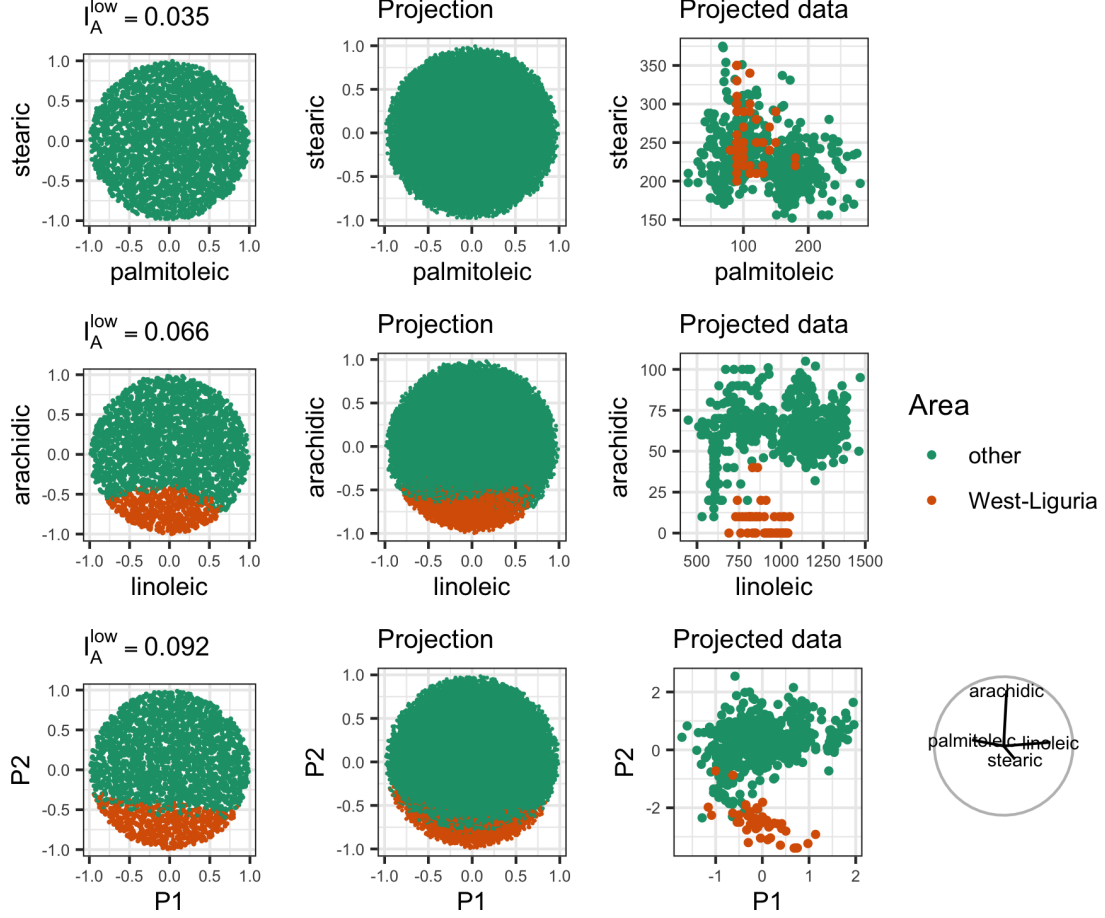 I_A^low = 0.035
Projection
Projected data
stearic
1.0
0.5
0.0
-0.5
-1.0
-1.0 -0.5 0.0 0.5 1.0
palmitoleic
stearic
1.0
0.5
0.0
-0.5
-1.0
-1.0 -0.5 0.0 0.5 1.0
palmitoleic
stearic
350
300
250
200
150
100 200
palmitoleic
I_A^low = 0.066
Projection
Projected data
arachidic
1.0
0.5
0.0
-0.5
-1.0
-1.0 -0.5 0.0 0.5 1.0
linoleic
arachidic
1.0
0.5
0.0
-0.5
-1.0
-1.0 -0.5 0.0 0.5 1.0
linoleic
arachidic
100
75
50
25
0
500 750 1000 1250 1500
linoleic
Area
other
West-Liguria
I_A^low = 0.092
Projection
Projected data
P2
1.0
0.5
0.0
-0.5
-1.0
-1.0 -0.5 0.0 0.5 1.0
P1
P2
1.0
0.5
0.0
-0.5
-1.0
-1.0 -0.5 0.0 0.5 1.0
P1
P2
2
0
-2
-1 0 1 2
P1
arachidic
palmitoleic linoleic
stearic